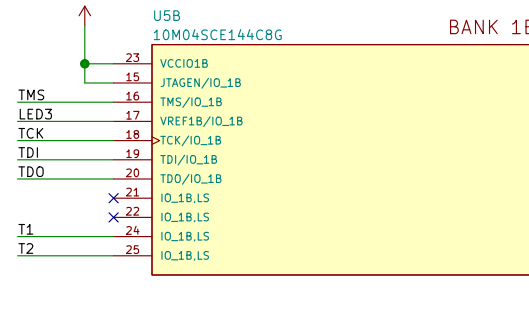 U5B
10M04SCE144C8G
BANK 1
23 VCCIO1B
15 JTAGEN/IO_1B
TMS 16 TMS/IO_1B
LED3 17 VREF1B/IO_1B
TCK 18 TCK/IO_1B
TDI 19 TDI/IO_1B
TDO 20 TDO/IO_1B
21 IO_1B,LS
22 IO_1B,LS
T1 24 IO_1B,LS
T2 25 IO_1B,LS